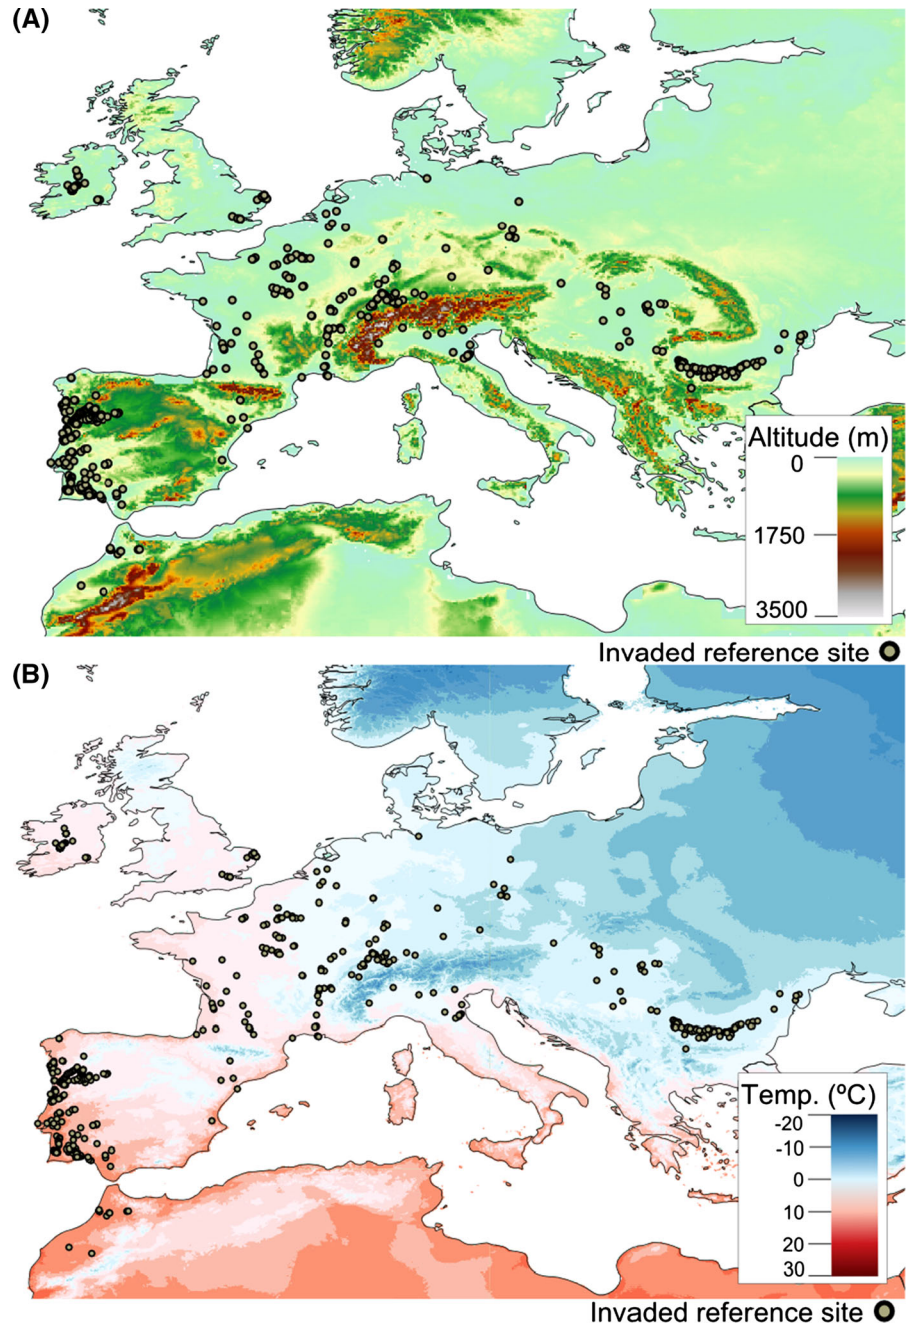 (A)
Altitude (m)
0
1750
3500
Invaded reference site
(B)
Temp. (ºC)
-20
-10
0
10
20
30
Invaded reference site